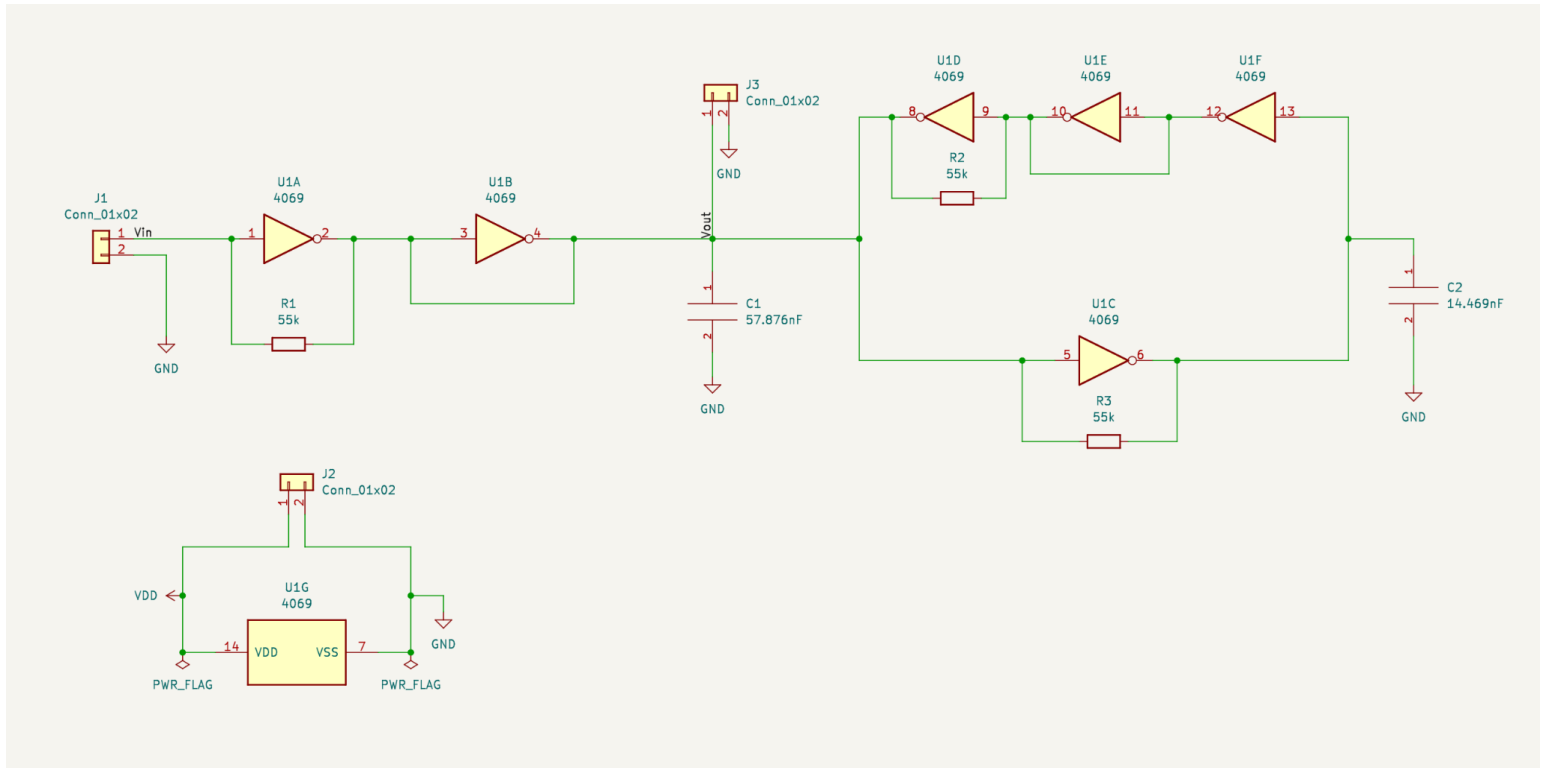 U1D
4069
U1E
4069
U1F
4069
J3
Conn_01x02
1
2
8
9
10
11
12
13
R2
55k
GND
U1A
4069
U1B
4069
J1
Conn_01x02
1
Vin
2
1
2
3
4
Vout
R1
55k
1
C1
57.876nF
2
U1C
4069
5
6
1
C2
14.469nF
2
GND
R3
55k
GND
GND
J2
Conn_01x02
1
2
U1G
4069
VDD
GND
14
VDD
VSS
7
PWR_FLAG
PWR_FLAG